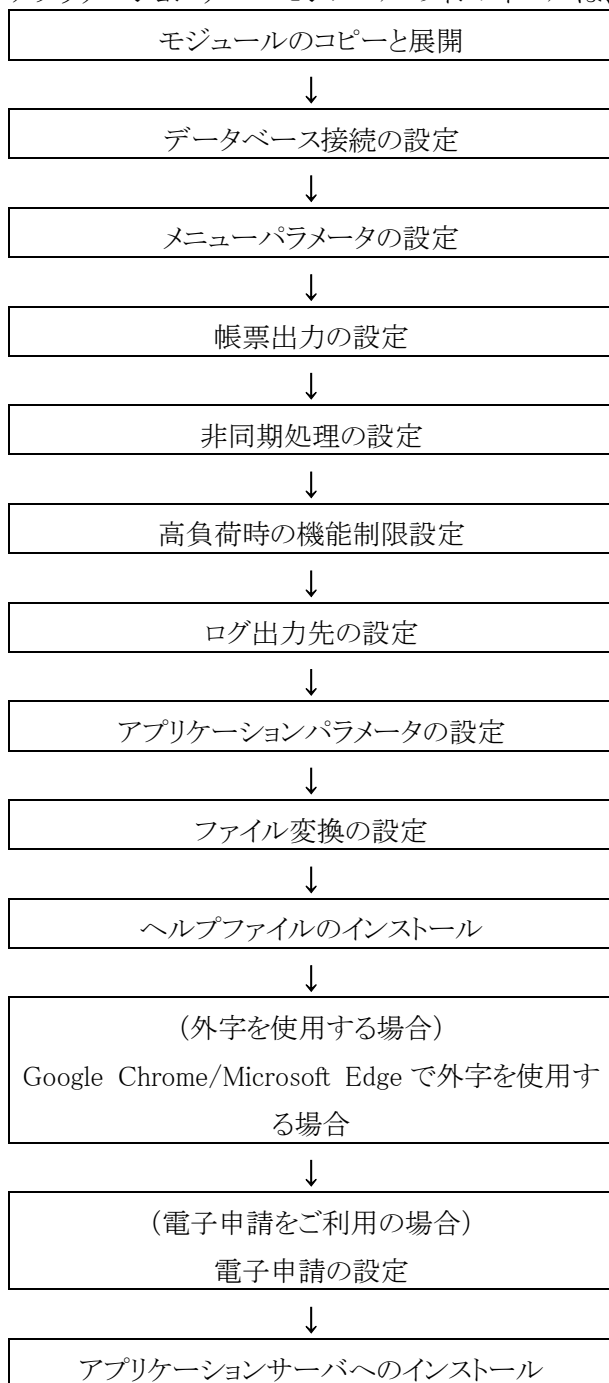 モジュールのコピーと展開
↓
データベース接続の設定
↓
メニューパラメータの設定
↓
帳票出力の設定
↓
非同期処理の設定
↓
高負荷時の機能制限設定
↓
ログ出力先の設定
↓
アプリケーションパラメータの設定
↓
ファイル変換の設定
↓
ヘルプファイルのインストール
↓
(外字を使用する場合)
Google Chrome/Microsoft Edge で外字を使用す
る場合
↓
(電子申請をご利用の場合)
電子申請の設定
↓
アプリケーションサーバへのインストール